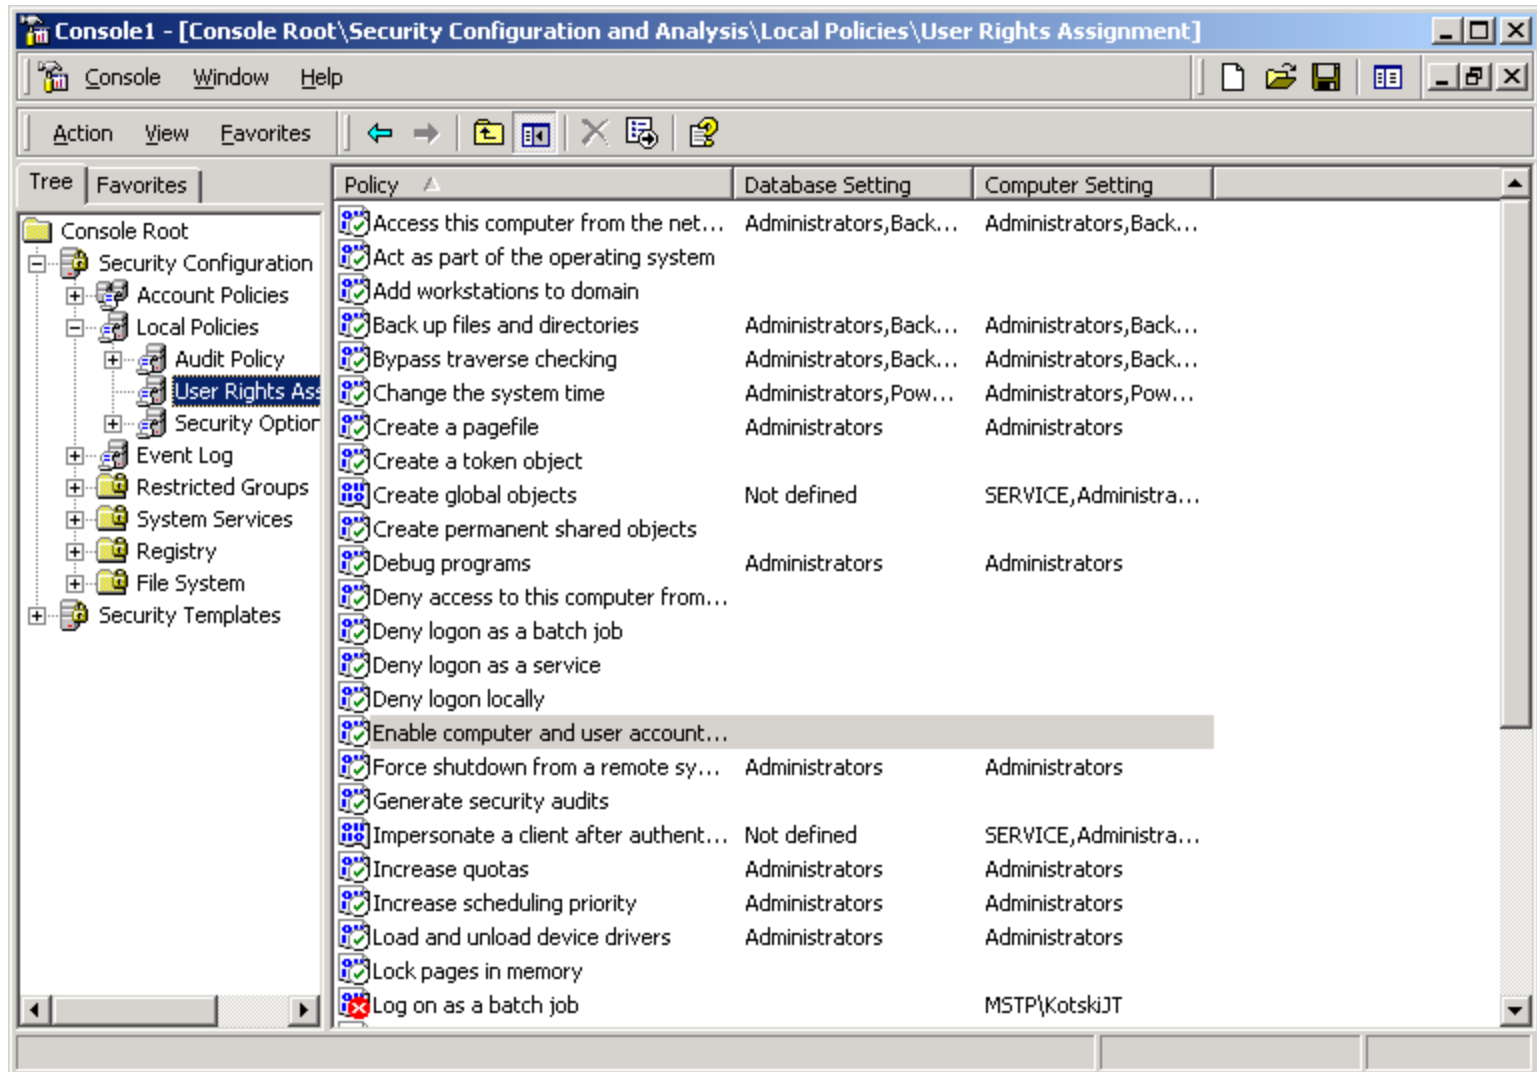 Console1 - [Console Root\Security Configuration and Analysis\Local Policies\User Rights Assignment]
Console Window Help
Action View Favorites
Tree Favorites
Console Root
Security Configuration
Account Policies
Local Policies
Audit Policy
User Rights Ass
Security Option
Event Log
Restricted Groups
System Services
Registry
File System
Security Templates
Policy Database Setting Computer Setting
Access this computer from the net... Administrators,Back... Administrators,Back...
Act as part of the operating system
Add workstations to domain
Back up files and directories Administrators,Back... Administrators,Back...
Bypass traverse checking Administrators,Back... Administrators,Back...
Change the system time Administrators,Pow... Administrators,Pow...
Create a pagefile Administrators Administrators
Create a token object
Create global objects Not defined SERVICE,Administra...
Create permanent shared objects
Debug programs Administrators Administrators
Deny access to this computer from...
Deny logon as a batch job
Deny logon as a service
Deny logon locally
Enable computer and user account...
Force shutdown from a remote sy... Administrators Administrators
Generate security audits
Impersonate a client after authent... Not defined SERVICE,Administra...
Increase quotas Administrators Administrators
Increase scheduling priority Administrators Administrators
Load and unload device drivers Administrators Administrators
Lock pages in memory
Log on as a batch job MSTP\KotskiJT